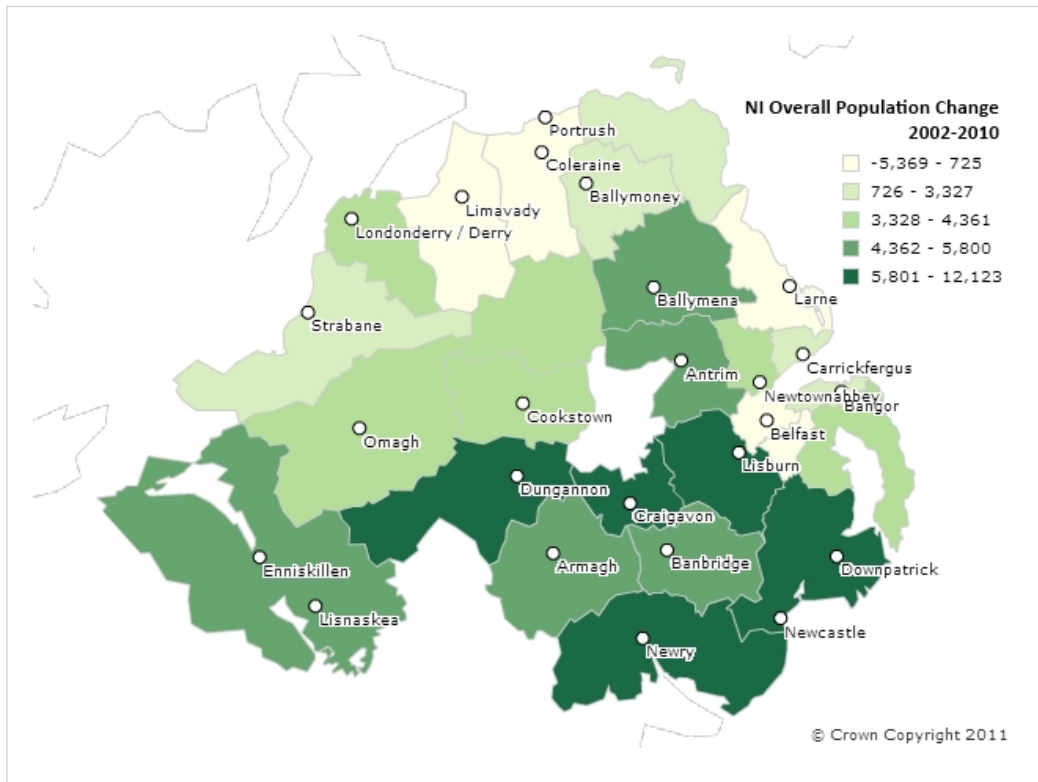 NI Overall Population Change
2002-2010
-5,369 - 725
726 - 3,327
3,328 - 4,361
4,362 - 5,800
5,801 - 12,123
Portrush
Coleraine
Ballymoney
Limavady
Londonderry / Derry
Ballymena
Larne
Strabane
Antrim
Carrickfergus
Newtownabbey
Bangor
Cookstown
Belfast
Omagh
Lisburn
Dungannon
Craigavon
Enniskillen
Armagh
Banbridge
Downpatrick
Lisnaskea
Newcastle
Newry
© Crown Copyright 2011